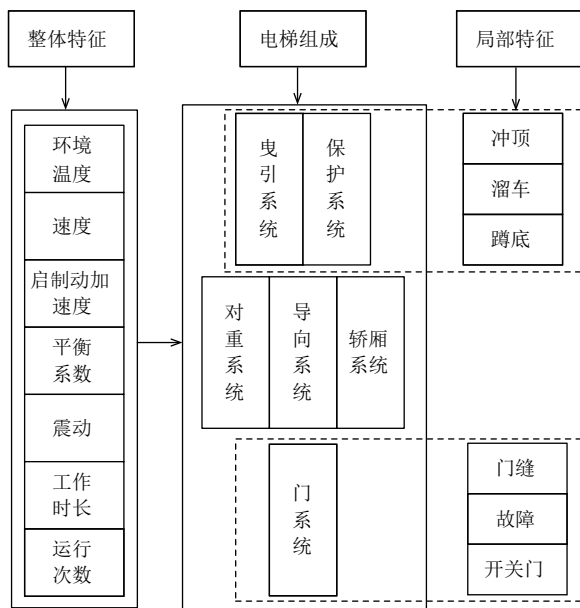 整体特征
电梯组成
局部特征
环境
温度
速度
启制动加
速度
平衡
系数
震动
工作
时长
运行
次数
曳
引
系
统
保
护
系
统
对
重
系
统
导
向
系
统
轿厢
系统
门
系
统
冲顶
溜车
蹲底
门缝
故障
开关门